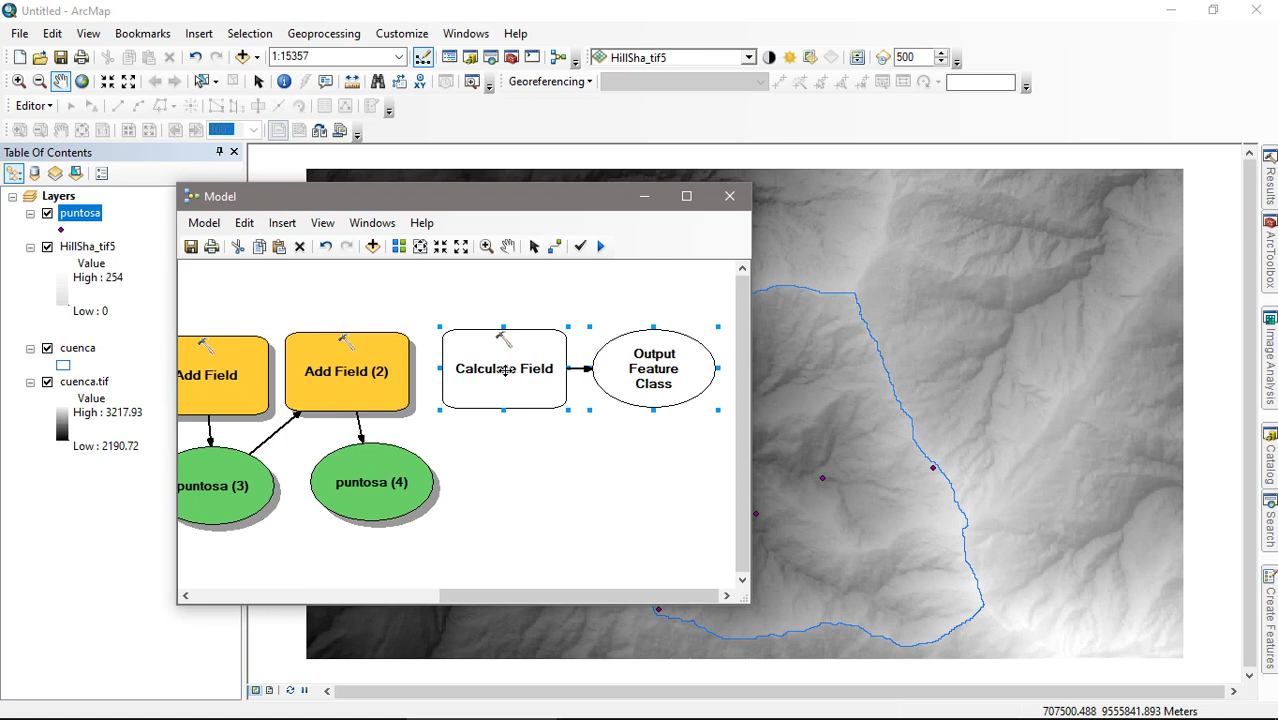 Untitled - ArcMap
File Edit View Bookmarks Insert Selection Geoprocessing Customize Windows Help
1:15357
HillSha_tif5
500
Georeferencing
Editor
Table Of Contents
Layers
puntosa
HillSha_tif5
Value
High : 254
Low : 0
cuenca
cuenca.tif
Value
High : 3217.93
Low : 2190.72
Model
Model Edit Insert View Windows Help
Add Field
Add Field (2)
Calculate Field
Output
Feature
Class
puntosa (3)
puntosa (4)
Results
ArcToolbox
Image Analysis
Catalog
Search
Create Features
707500.488 9555841.893 Meters